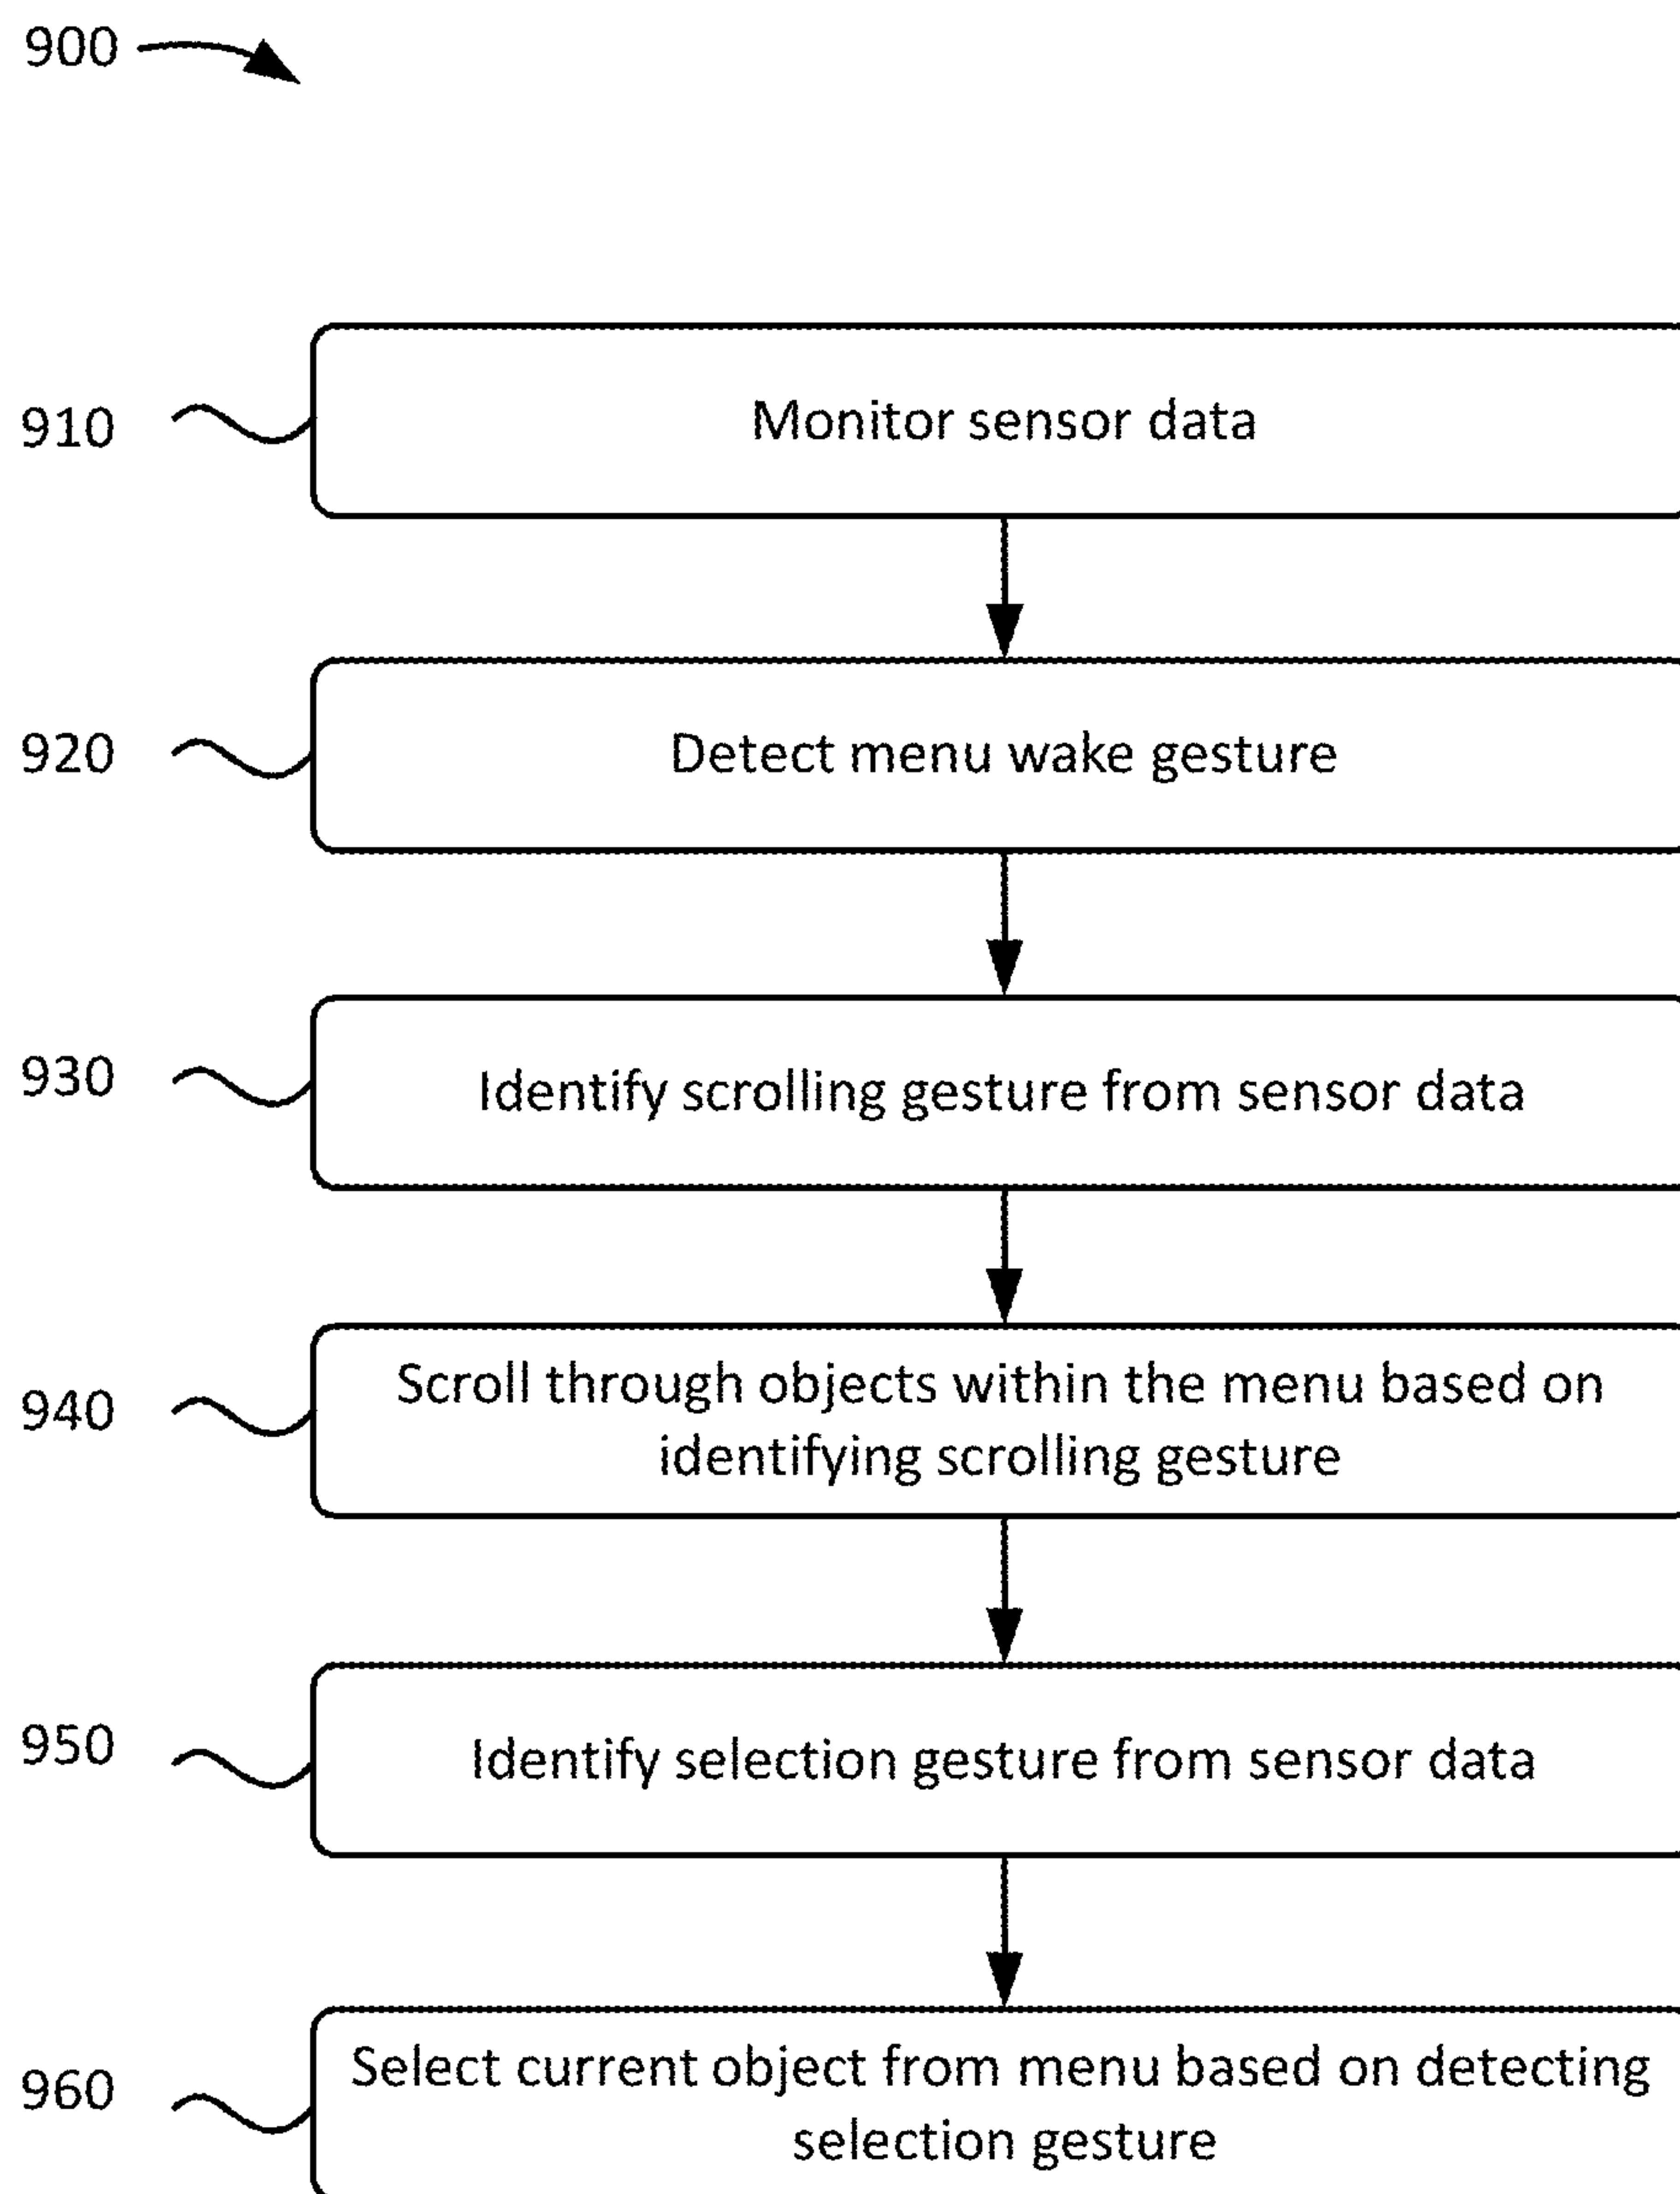 900
910
Monitor sensor data
920
Detect menu wake gesture
930
Identify scrolling gesture from sensor data
940
Scroll through objects within the menu based on
identifying scrolling gesture
950
Identify selection gesture from sensor data
960
Select current object from menu based on detecting
selection gesture